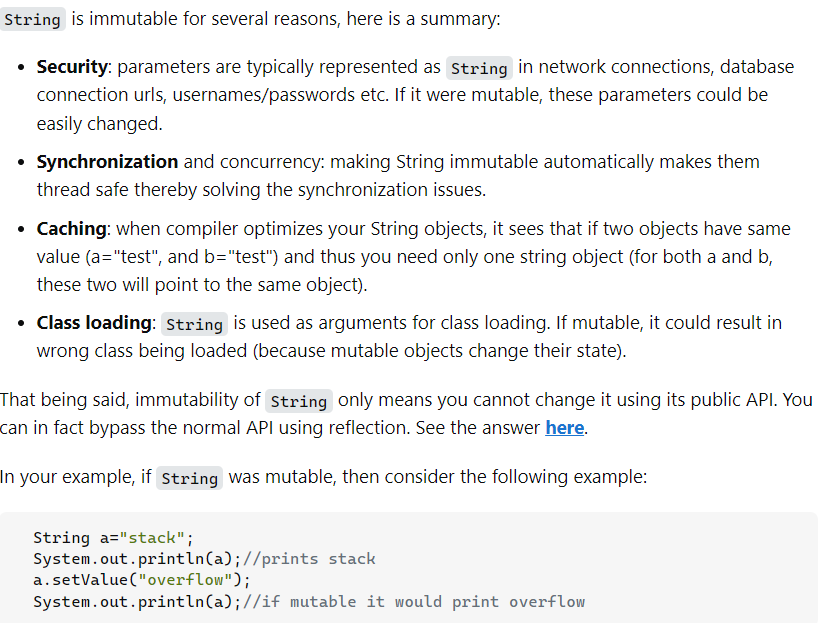 String is immutable for several reasons, here is a summary:
• Security: parameters are typically represented as String in network connections, database
connection urls, usernames/passwords etc. If it were mutable, these parameters could be
easily changed.
• Synchronization and concurrency: making String immutable automatically makes them
thread safe thereby solving the synchronization issues.
• Caching: when compiler optimizes your String objects, it sees that if two objects have same
value (a="test", and b="test") and thus you need only one string object (for both a and b,
these two will point to the same object).
• Class loading: String is used as arguments for class loading. If mutable, it could result in
wrong class being loaded (because mutable objects change their state).
That being said, immutability of String only means you cannot change it using its public API. You
can in fact bypass the normal API using reflection. See the answer here.
In your example, if String was mutable, then consider the following example:
String a="stack";
System.out.println(a);//prints stack
a.setValue("overflow");
System.out.println(a);//if mutable it would print overflow